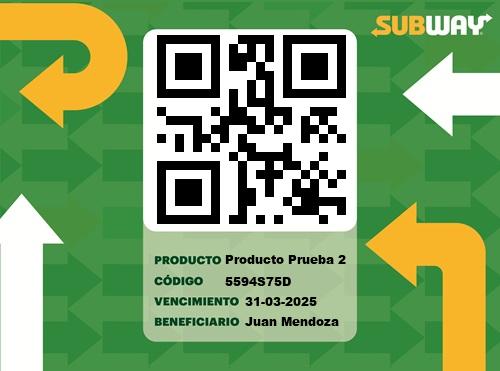 SUBWAY
PRODUCTO Producto Prueba 2
CÓDIGO 5594S75D
VENCIMIENTO 31-03-2025
BENEFICIARIO Juan Mendoza